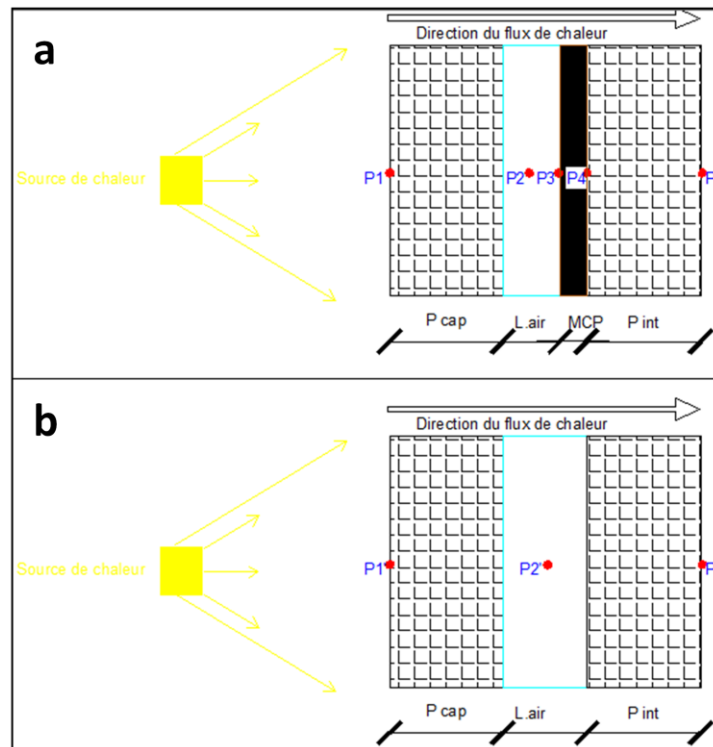 a
Direction du flux de chaleur
Source de chaleur
P1
P2
P3
P4
P
P cap
L.air
MCP
P int
b
Direction du flux de chaleur
Source de chaleur
P1'
P2'
P
P cap
L.air
P int